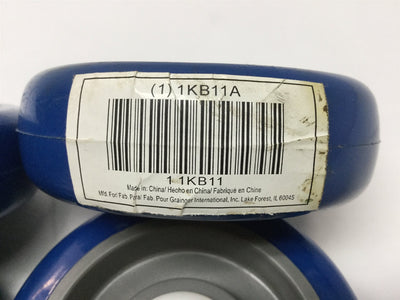 (1) 1KB11A
1 1KB11
Made in: China/ Hecho en China/ Fabriqué en Chine
Mfd. For/ Fab. Para/ Fab. Pour Grainger International, Inc. Lake Forest, IL 60045